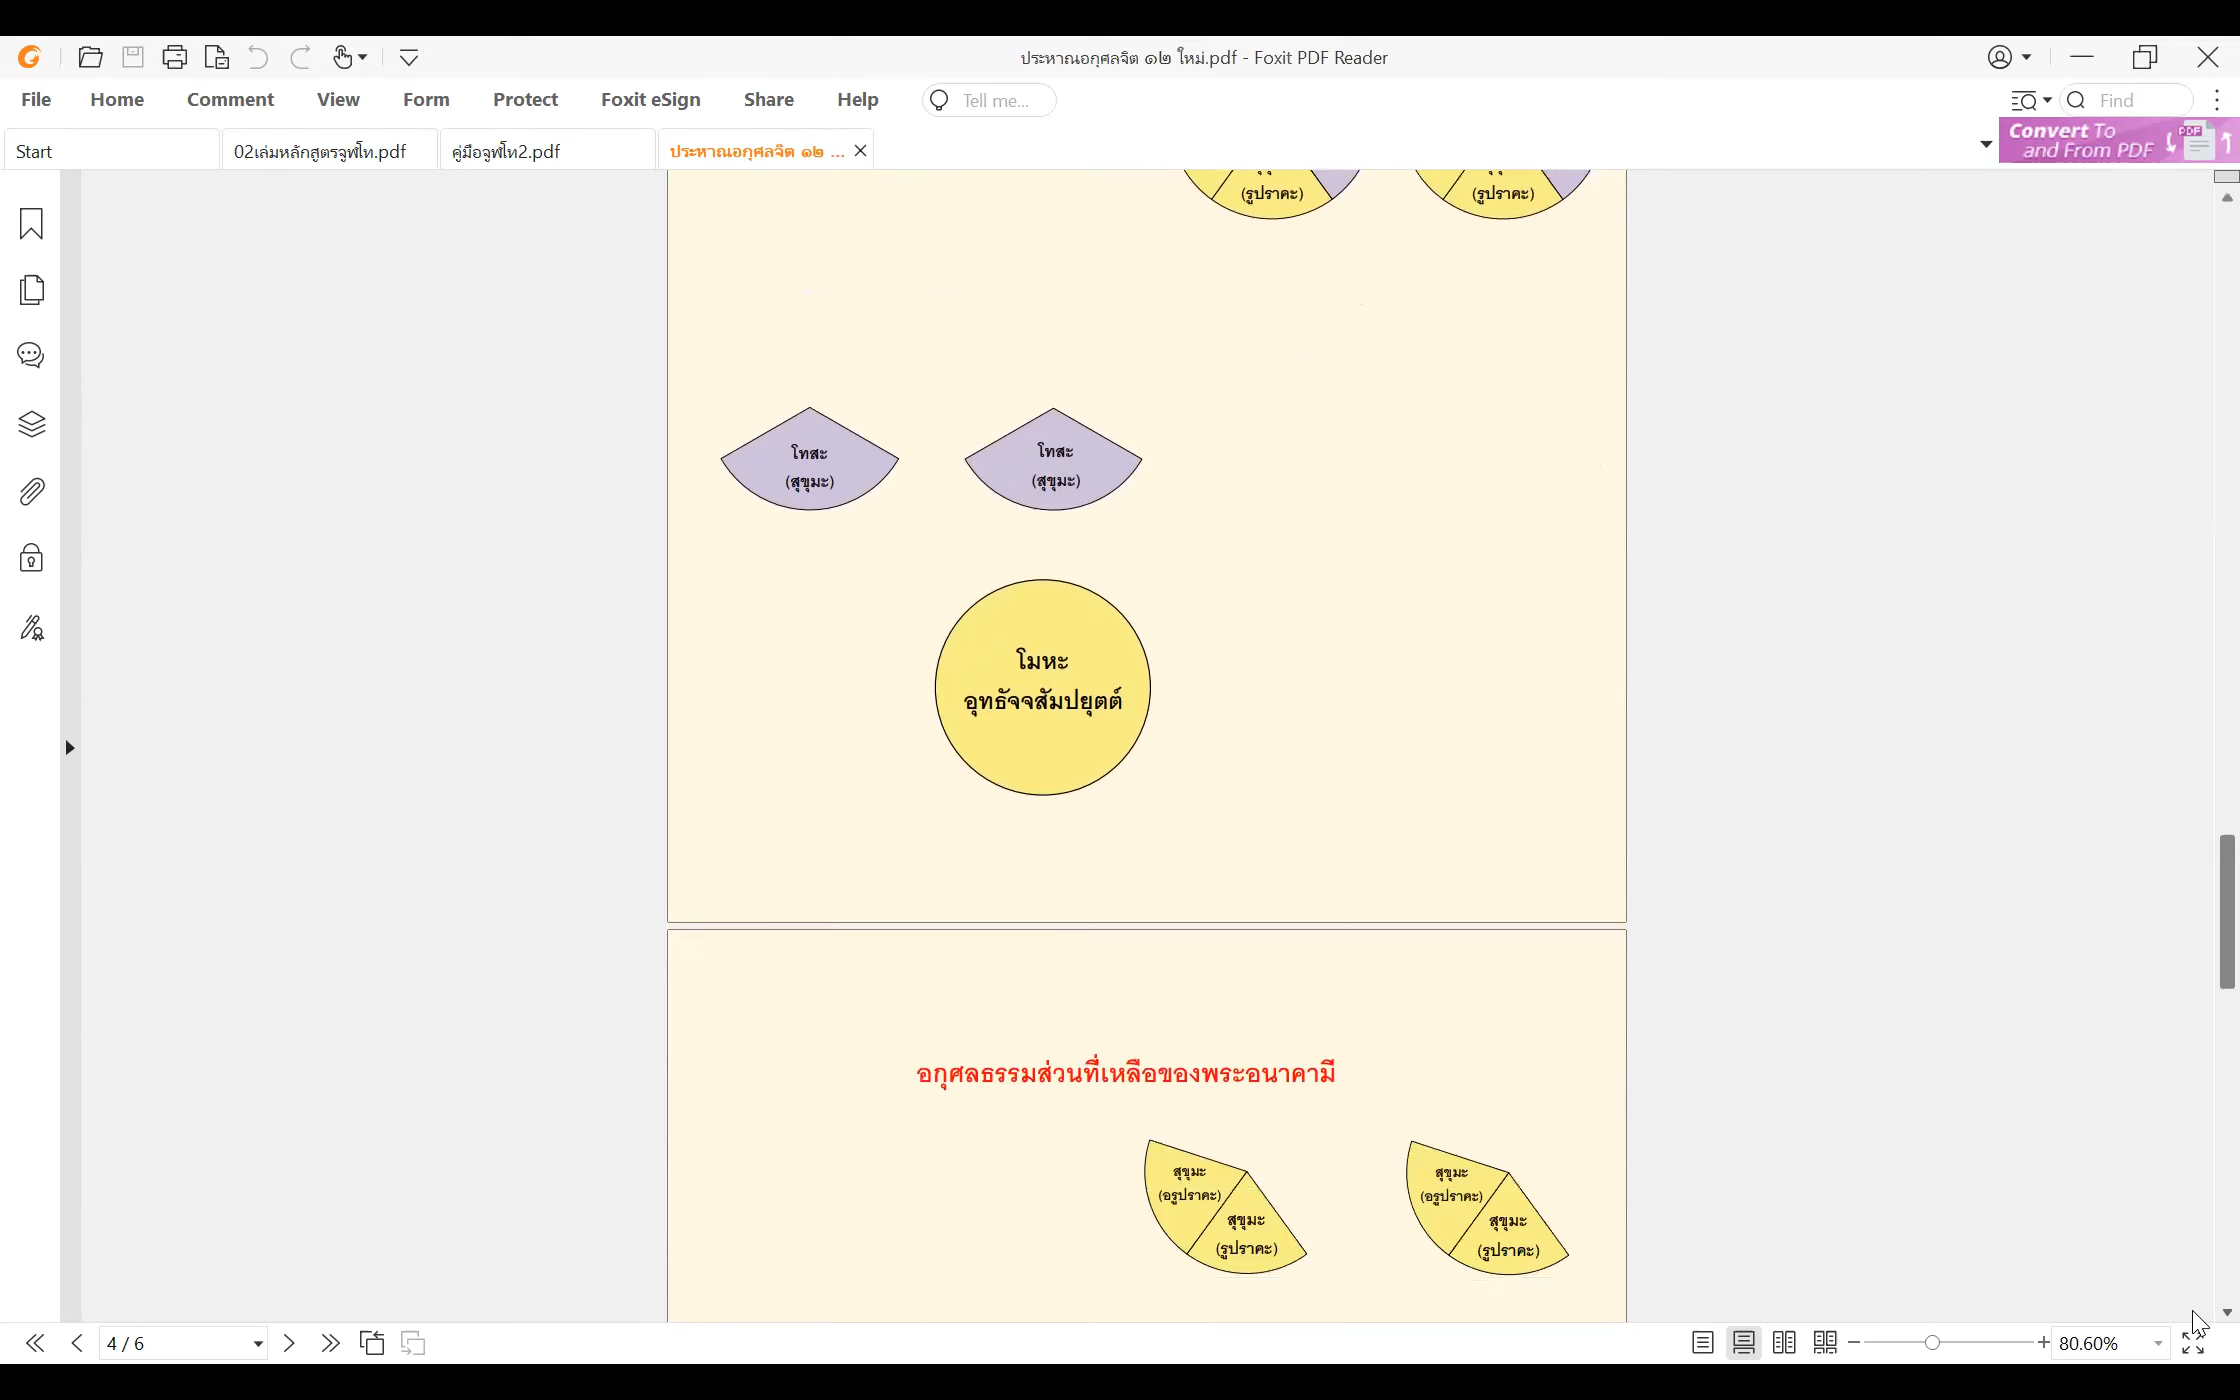 ประหาณอกุศลจิต ๑๒ ใหม่.pdf - Foxit PDF Reader
File Home Comment View Form Protect Foxit eSign Share Help Tell me... Find
Start 02เล่มหลักสูตรจูฬโท.pdf คู่มือจูฬโท2.pdf ประหาณอกุศลจิต ๑๒ ...
Convert To
and From PDF
PDF
(รูปราคะ) (รูปราคะ)
โทสะ โทสะ
(สุขุมะ) (สุขุมะ)
โมหะ
อุทธัจจสัมปยุตต์
อกุศลธรรมส่วนที่เหลือของพระอนาคามี
สุขุมะ สุขุมะ
(อรูปราคะ) (อรูปราคะ)
สุขุมะ สุขุมะ
(รูปราคะ) (รูปราคะ)
4 / 6 80.60%